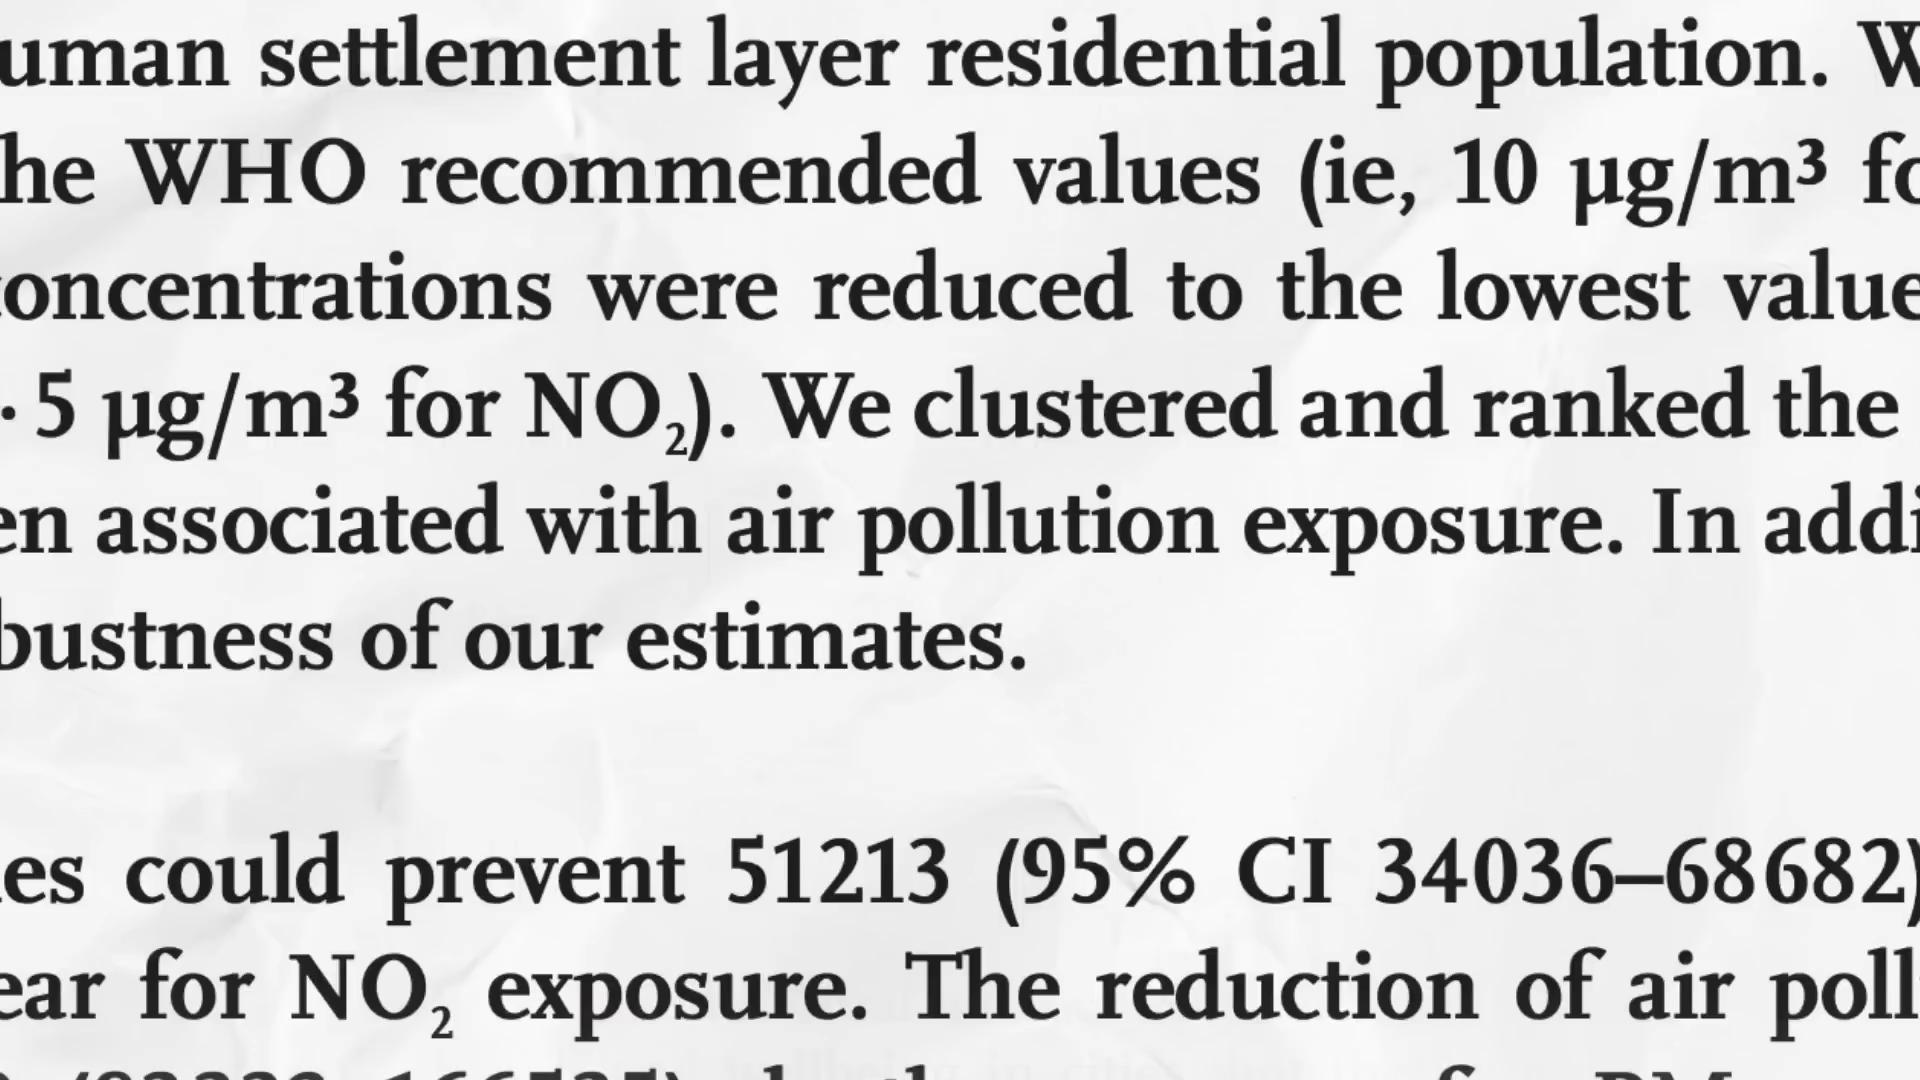 uman settlement layer residential population. W
he WHO recommended values (ie, 10 µg/m³ fo
concentrations were reduced to the lowest value
·5 µg/m³ for NO₂). We clustered and ranked the
en associated with air pollution exposure. In addi
bustness of our estimates.
ies could prevent 51213 (95% CI 34036–68682)
ear for NO₂ exposure. The reduction of air poll